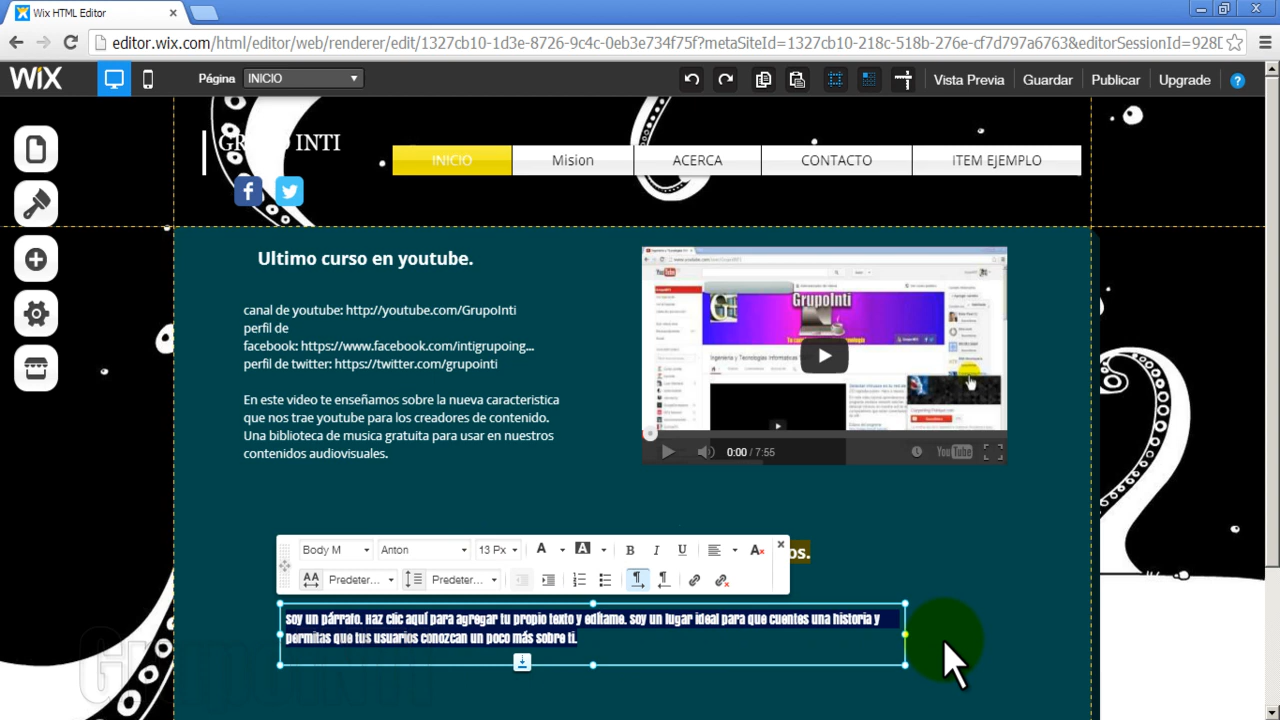 Wix HTML Editor
editor.wix.com/html/editor/web/renderer/edit/1327cb10-1d3e-8726-9c4c-0eb3e734f75f?metaSiteId=1327cb10-218c-518b-276e-cf7d797a6763&editorSessionId=928D
WiX Página INICIO Vista Previa Guardar Publicar Upgrade ?
GR INTI
INICIO Mision ACERCA CONTACTO ITEM EJEMPLO
Ultimo curso en youtube.
canal de youtube: http://youtube.com/GrupoInti
perfil de
facebook: https://www.facebook.com/intigrupoing...
perfil de twiter: https://twitter.com/grupointi
En este video te enseñamos sobre la nueva caracteristica
que nos trae youtube para los creadores de contenido.
Una biblioteca de musica gratuita para usar en nuestros
contenidos audiovisuales.
GrupoInti
0:00 / 7:55 YouTube
os.
Body M Anton 13 Px A A B I U A
AA Predeter... Predeter...
soy un párrafo. Haz clic aquí para agregar tu propio texto y edítame. soy un lugar ideal para que cuentes una historia y
permitas que tus usuarios conozcan un poco más sobre ti.